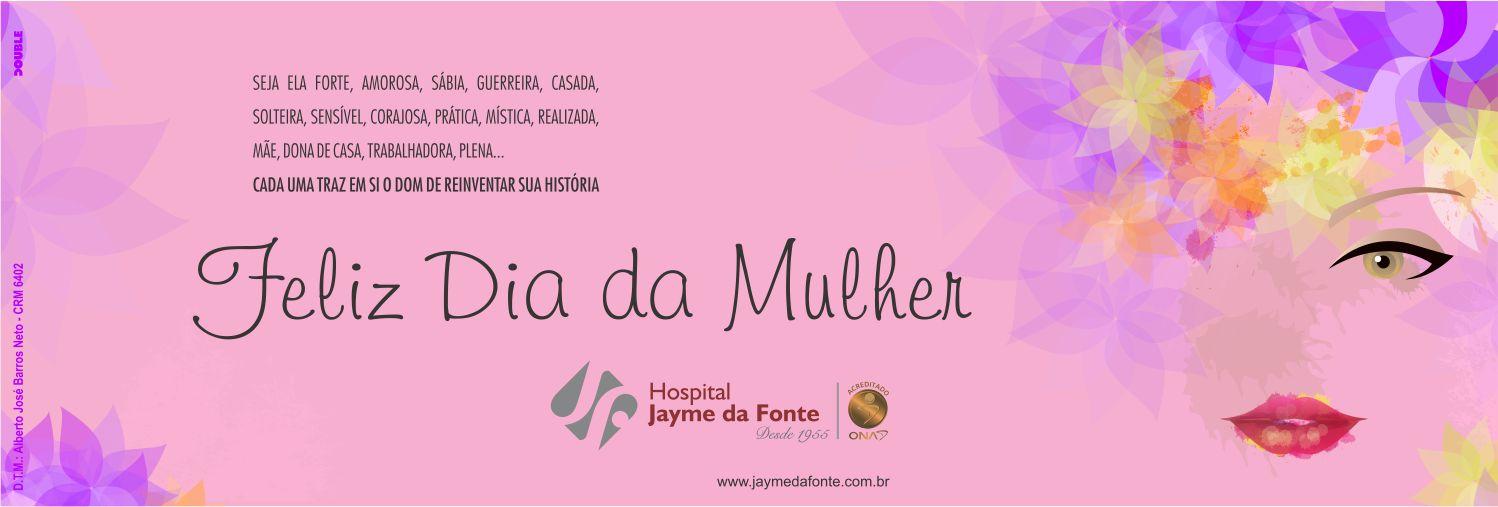 DOUBLE
SEJA ELA FORTE, AMOROSA, SÁBIA, GUERREIRA, CASADA,
SOLTEIRA, SENSÍVEL, CORAJOSA, PRÁTICA, MÍSTICA, REALIZADA,
MÃE, DONA DE CASA, TRABALHADORA, PLENA...
CADA UMA TRAZ EM SI O DOM DE REINVENTAR SUA HISTÓRIA
Feliz Dia da Mulher
D.T.M.: Alberto José Barros Neto - CRM 6402
Hospital
Jayme da Fonte
Desde 1955
ACREDITADO
ONA
www.jaymedafonte.com.br